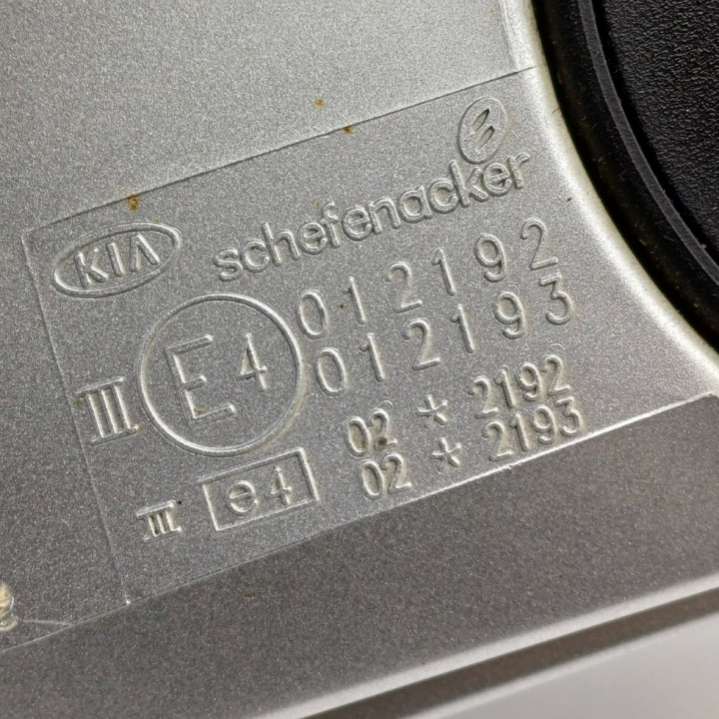 KIA schefenacker
012192
III E4 012193
02 * 2192
02 * 2193
III e4